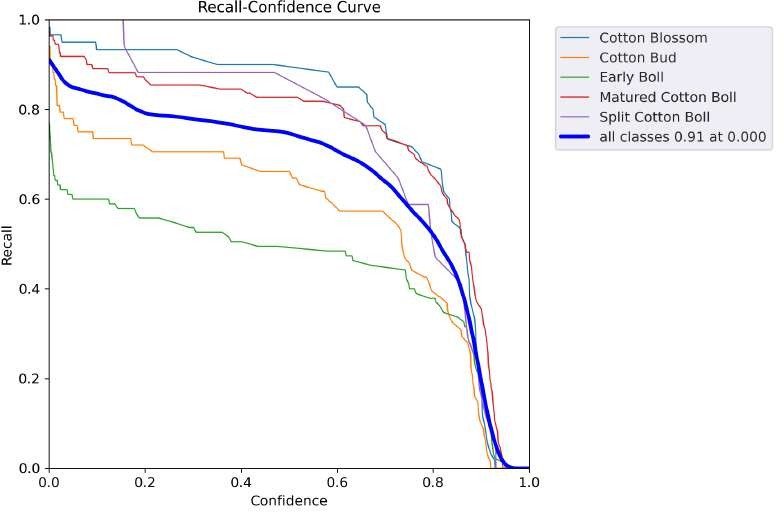 Recall-Confidence Curve
1.0
0.8
0.6
0.4
0.2
0.0
Recall
0.0 0.2 0.4 0.6 0.8 1.0
Confidence
Cotton Blossom
Cotton Bud
Early Boll
Matured Cotton Boll
Split Cotton Boll
all classes 0.91 at 0.000